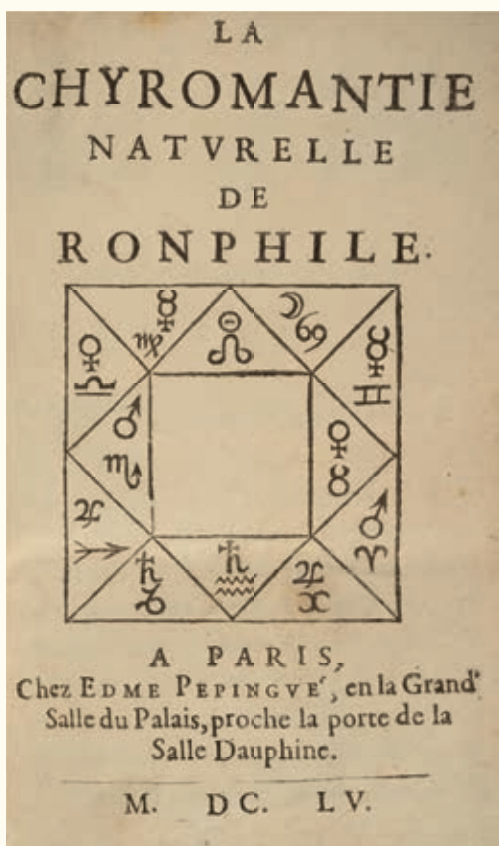 LA
CHYROMANTIE
NATVRELLE
DE
RONPHILE.
☿ ☉ ☽
♍ ♌ ♋
♀ ☿
♎ ♊
♂ ♀
♏ ♉
♃ ♂
♐ ♈
♄ ♄ ♃
♑ ♒ ♓
A PARIS,
Chez EDME PEPINGVE', en la Grand'
Salle du Palais, proche la porte de la
Salle Dauphine.
M. DC. LV.